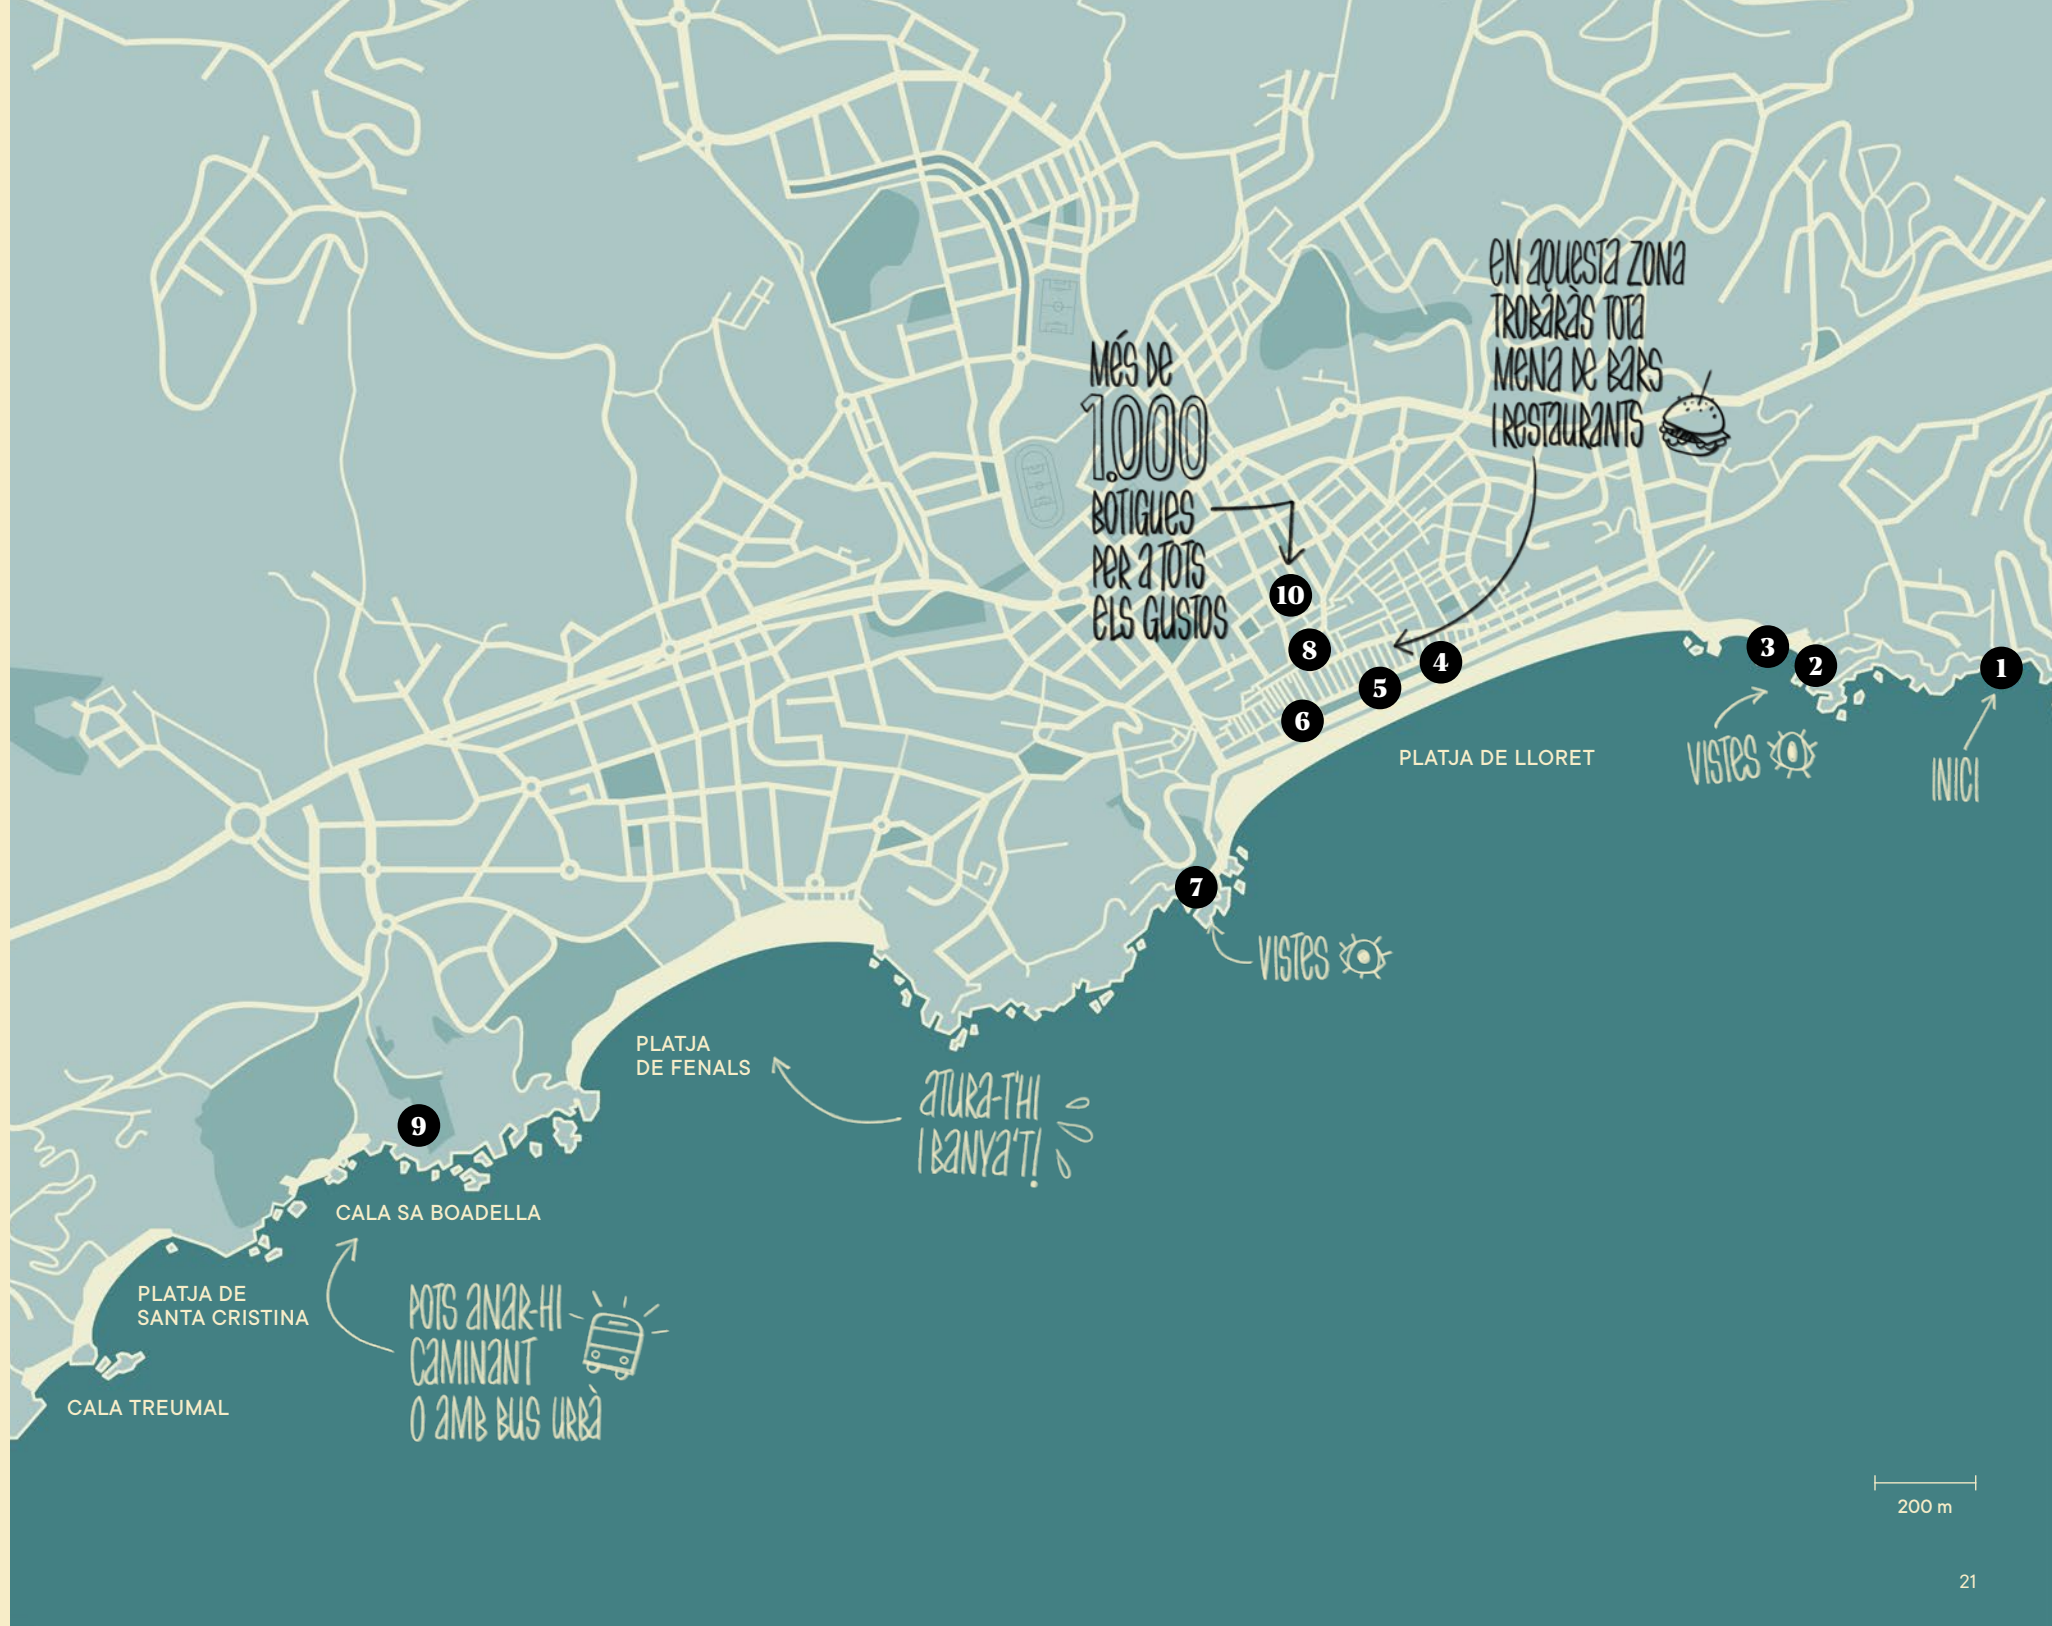 EN AQUESTA ZONA
TROBARÀS TOTA
MENA DE BARS
I RESTAURANTS
MÉS DE
1.000
BOTIGUES
PER A TOTS
ELS GUSTOS
10
8
3
4
2
1
5
6
PLATJA DE LLORET
VISTES
INICI
7
VISTES
PLATJA
DE FENALS
ATURA-T'HI
I BANYA'T!
9
CALA SA BOADELLA
PLATJA DE
SANTA CRISTINA
POTS ANAR-HI
CAMINANT
O AMB BUS URBÀ
CALA TREUMAL
200 m
21